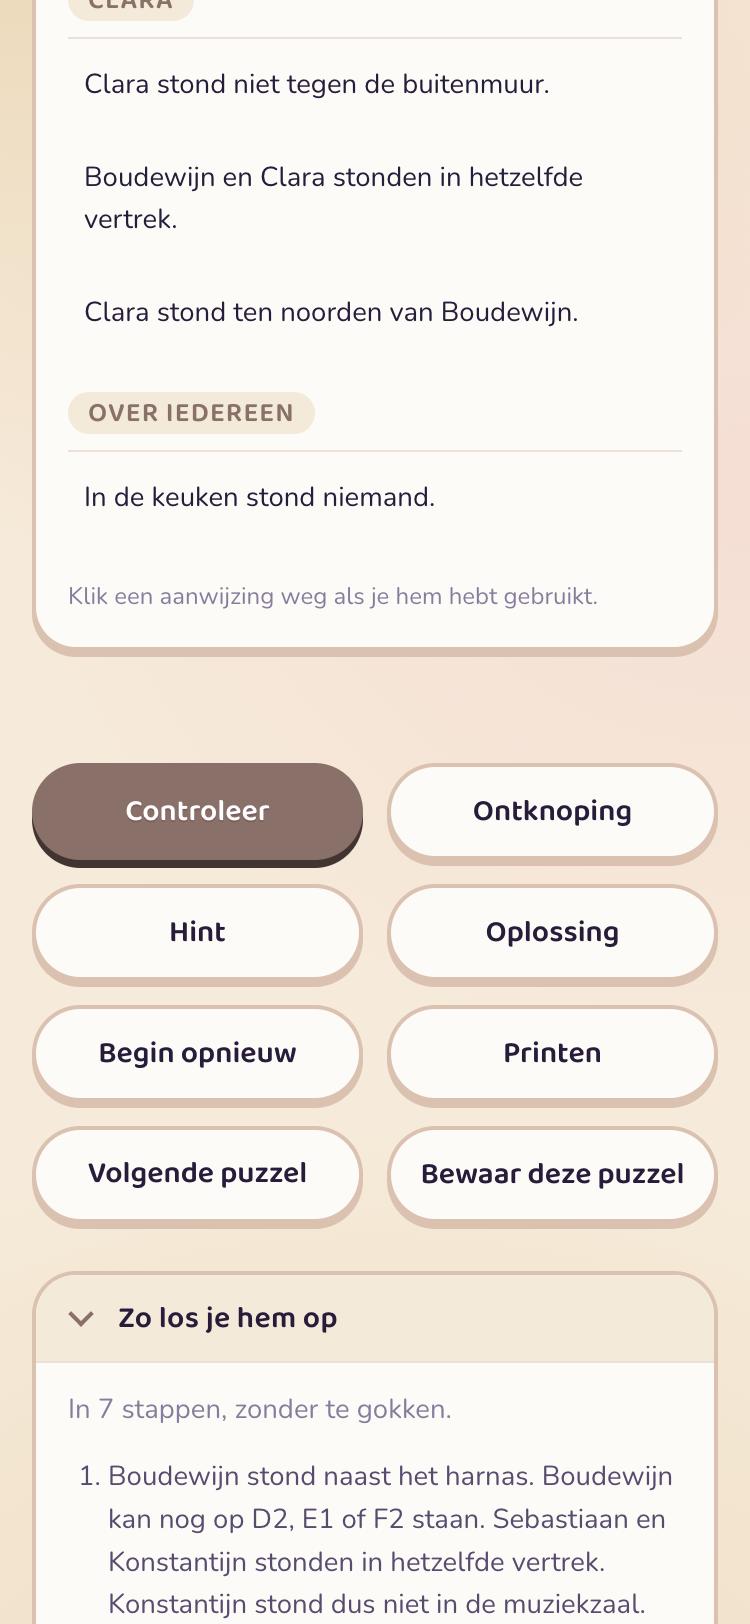 CLARA
Clara stond niet tegen de buitenmuur.
Boudewijn en Clara stonden in hetzelfde
vertrek.
Clara stond ten noorden van Boudewijn.
OVER IEDEREEN
In de keuken stond niemand.
Klik een aanwijzing weg als je hem hebt gebruikt.
Controleer
Ontknoping
Hint
Oplossing
Begin opnieuw
Printen
Volgende puzzel
Bewaar deze puzzel
Zo los je hem op
In 7 stappen, zonder te gokken.
1. Boudewijn stond naast het harnas. Boudewijn
kan nog op D2, E1 of F2 staan. Sebastiaan en
Konstantijn stonden in hetzelfde vertrek.
Konstantijn stond dus niet in de muziekzaal.